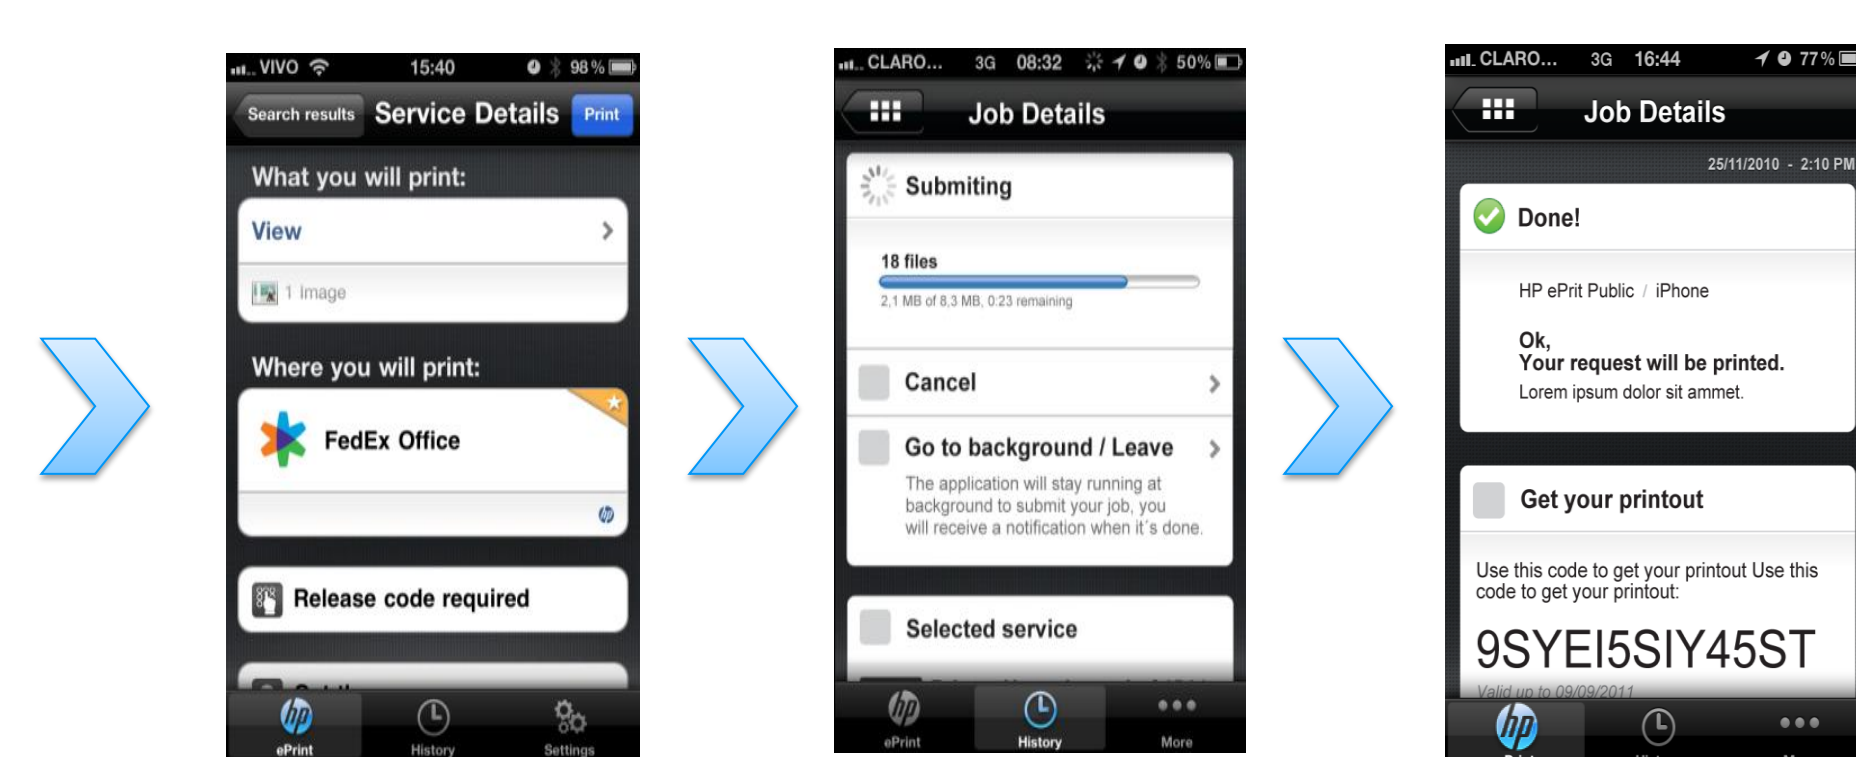 VIVO 15:40 98%
Search results Service Details Print
What you will print:
View
1 Image
Where you will print:
FedEx Office
hp
Release code required
hp
ePrint History Settings
CLARO... 3G 08:32 50%
Job Details
Submiting
18 files
2,1 MB of 8,3 MB, 0:23 remaining
Cancel
Go to background / Leave
The application will stay running at
background to submit your job, you
will receive a notification when it´s done.
Selected service
hp
ePrint History More
CLARO... 3G 16:44 77%
Job Details
25/11/2010 - 2:10 PM
Done!
HP ePrit Public / iPhone
Ok,
Your request will be printed.
Lorem ipsum dolor sit ammet.
Get your printout
Use this code to get your printout Use this
code to get your printout:
9SYEI5SIY45ST
Valid up to 09/09/2011
hp